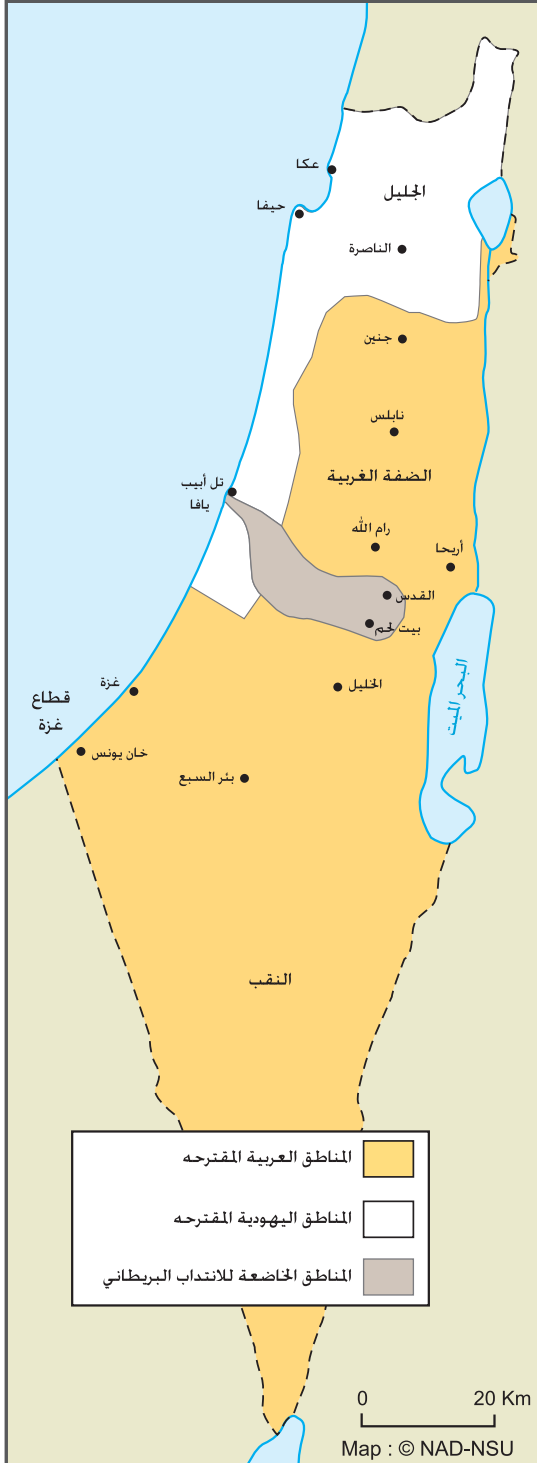 عكا
الجليل
حيفا
الناصرة
جنين
نابلس
الضفة الغربية
تل أبيب
يافا
رام الله
أريحا
القدس
بيت لحم
البحر الميت
الخليل
غزة
قطاع
غزة
خان يونس
بئر السبع
النقب
المناطق العربية المقترحه
المناطق اليهودية المقترحه
المناطق الخاضعة للانتداب البريطاني
0 20 Km
Map : © NAD-NSU